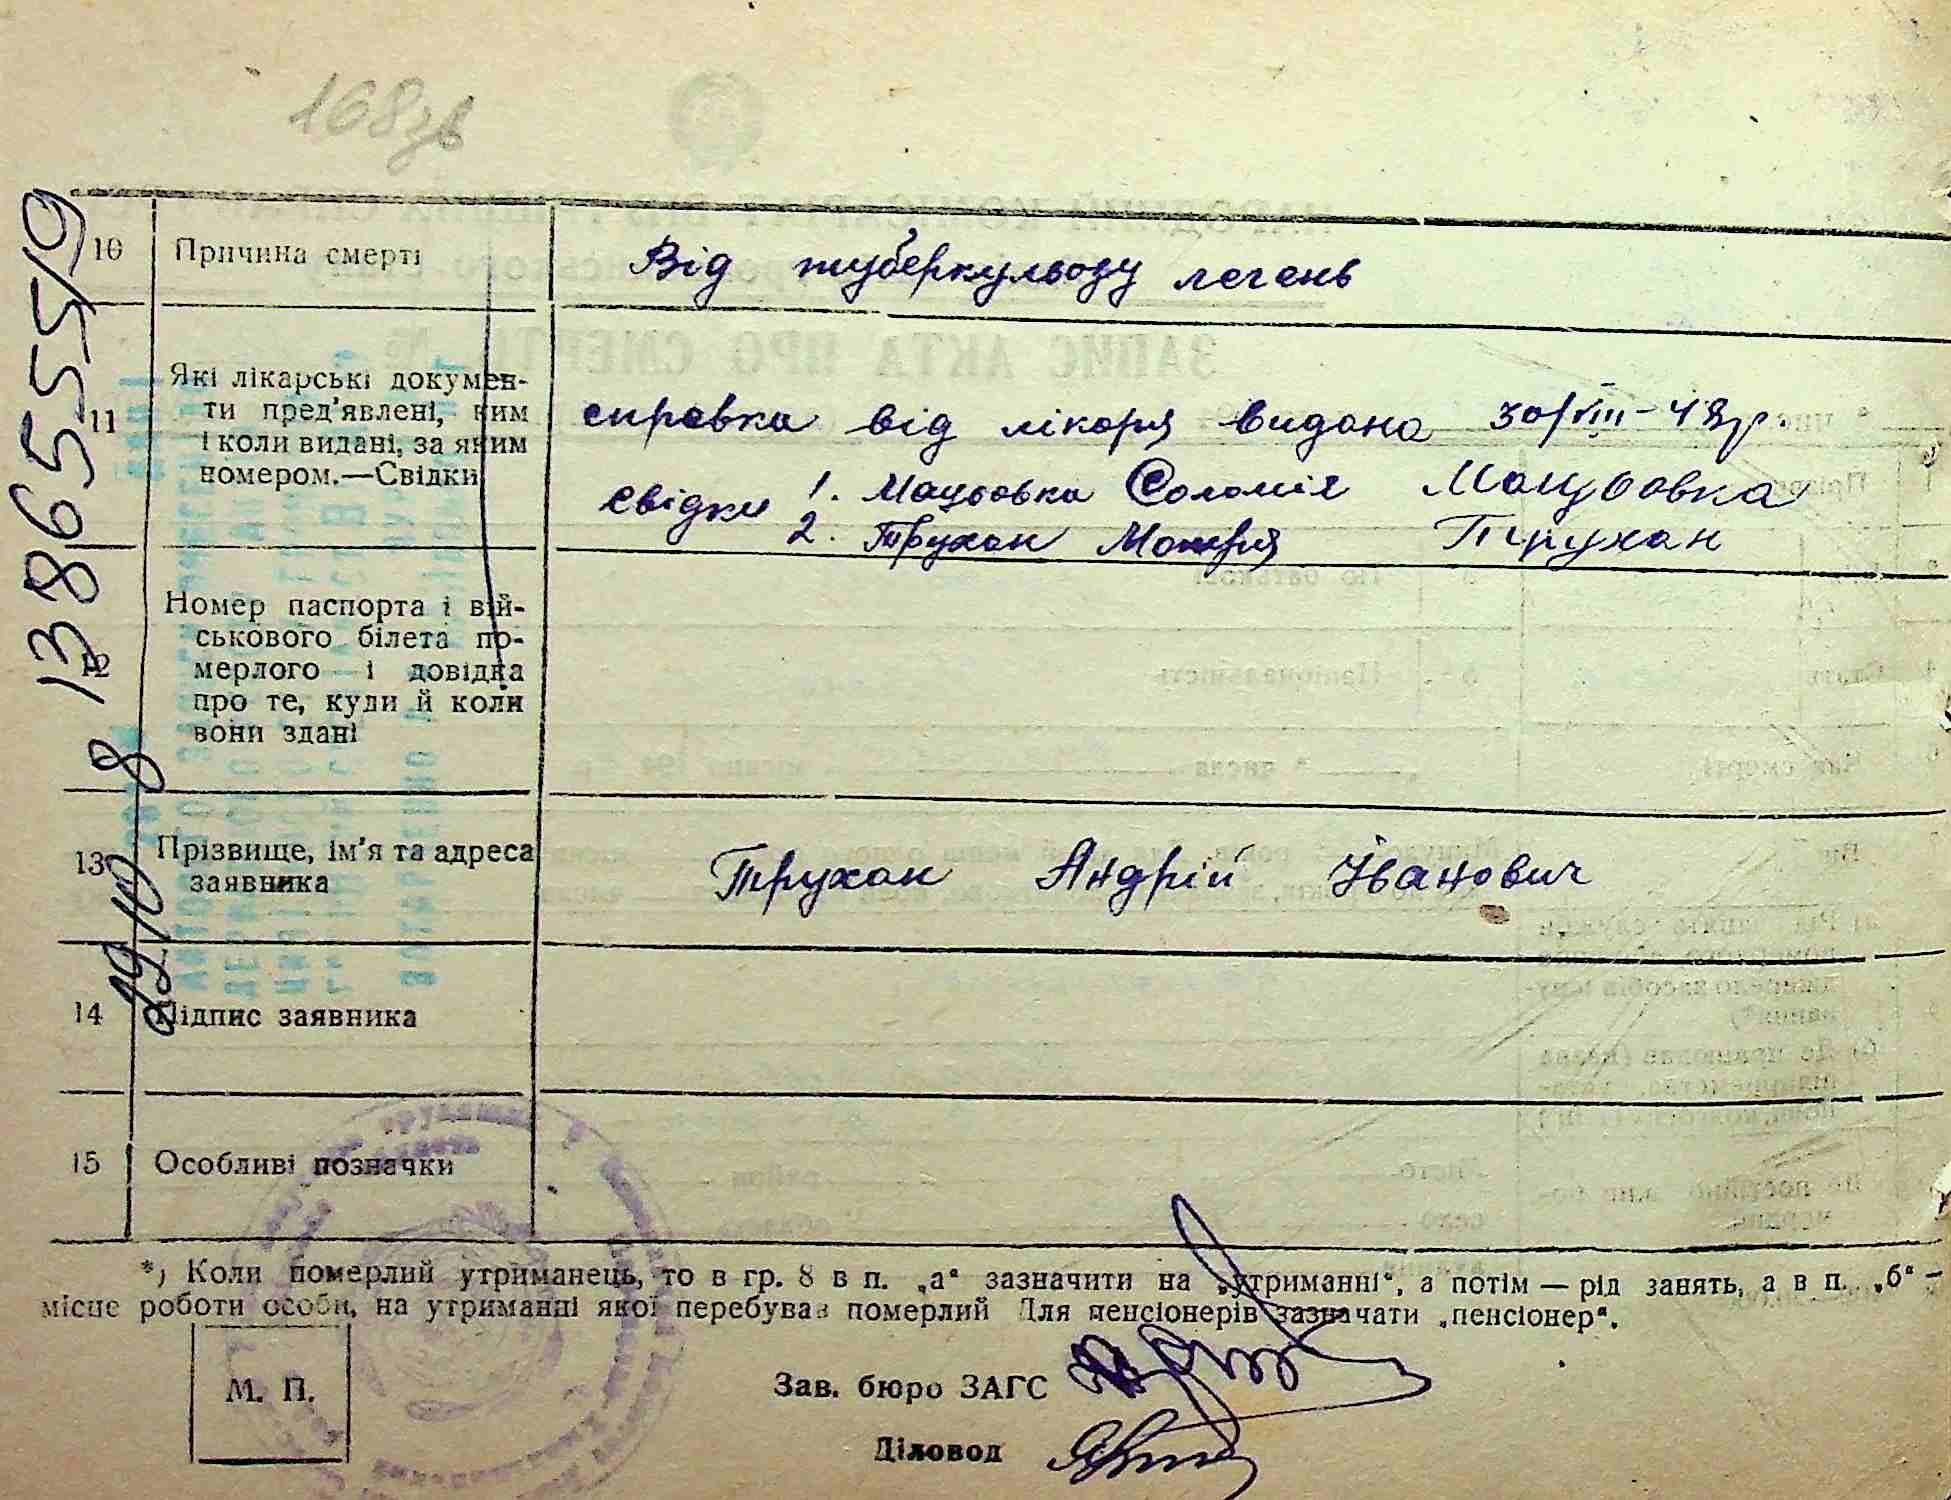 168зв
10 Причина смерті Від туберкульозу легень
11 Які лікарські докумен-
ти пред'явлені, ким
і коли видані, за яким
номером.—Свідки
справка від лікаря видана 30/VIII-48р.
свідки 1. Мацьовка Соломія Мацьовка
2. Трухан Марія Трухан
12 Номер паспорта і вій-
ськового білета по-
мерлого і довідка
про те, куди й коли
вони здані
13 Прізвище, ім'я та адреса
заявника
Трухан Андрій Іванович
14 Підпис заявника
15 Особливі позначки
*) Коли померлий утриманець, то в гр. 8 в п. „а“ зазначити на „утриманні“, а потім — рід занять, а в п. „б“ –
місце роботи особи, на утриманні якої перебував померлий Для пенсіонерів зазначати „пенсіонер“.
М. П.
Зав. бюро ЗАГС
Діловод